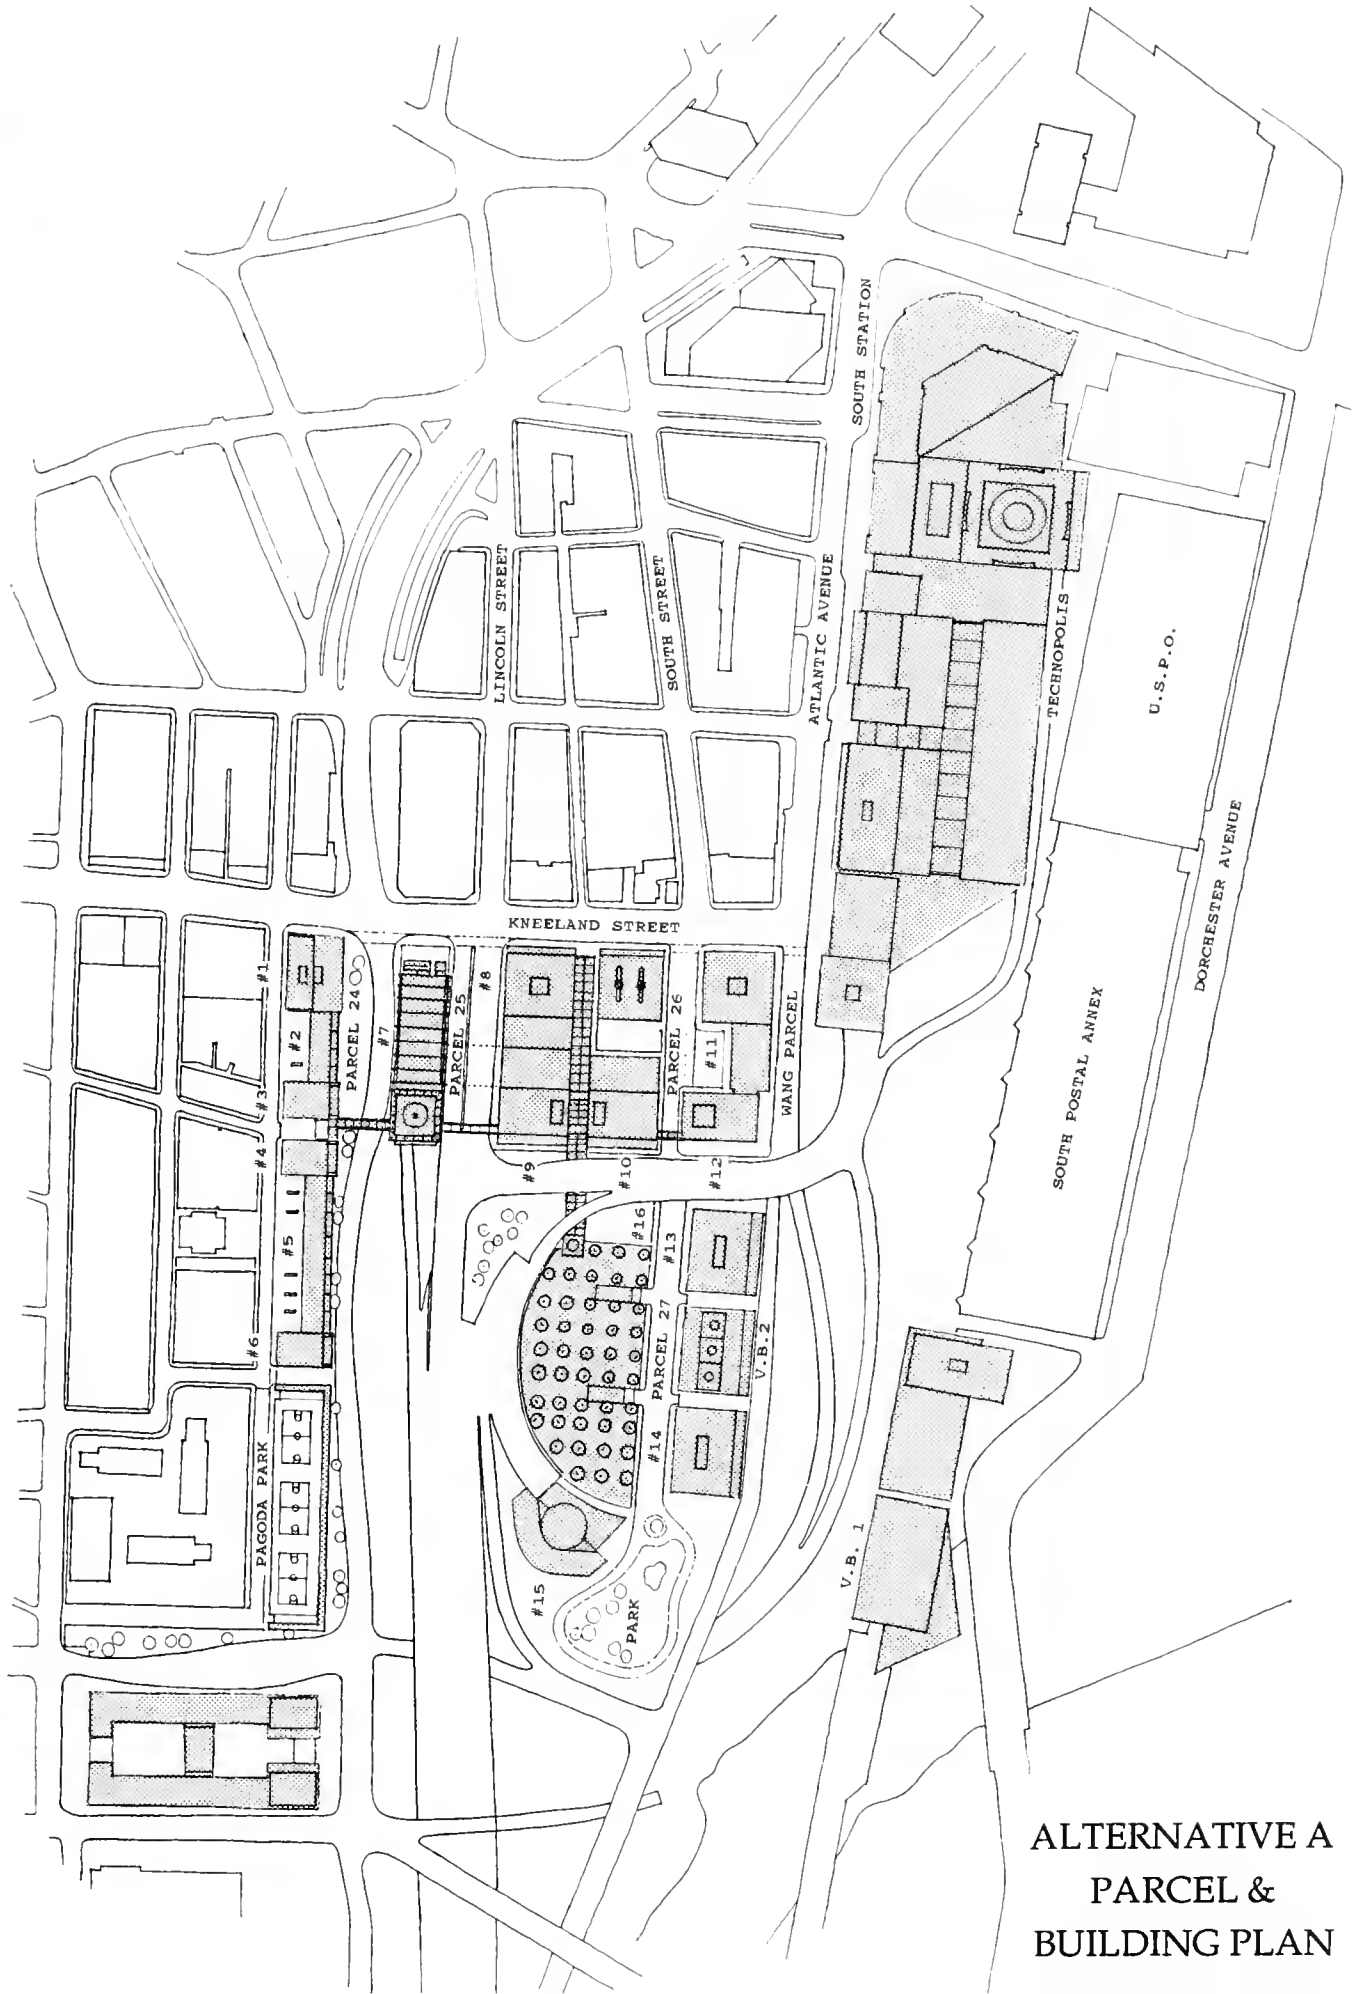 SOUTH STATION
LINCOLN STREET
SOUTH STREET
ATLANTIC AVENUE
TECHNOPOLIS
U.S.P.O.
DORCHESTER AVENUE
KNEELAND STREET
#1
#2
PARCEL 24
#7
PARCEL 25
#8
PARCEL 26
#11
WANG PARCEL
SOUTH POSTAL ANNEX
#3
#4
#9
#10
#12
#5
#16
#13
#6
PARCEL 27
V.B.2
PAGODA PARK
#14
V.B. 1
#15
PARK
ALTERNATIVE A
PARCEL &
BUILDING PLAN